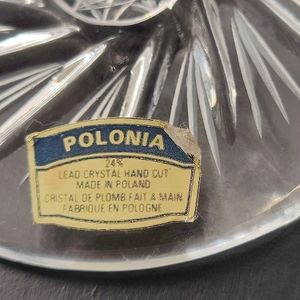 POLONIA
24%
LEAD CRYSTAL HAND CUT
MADE IN POLAND
CRISTAL DE PLOMB FAIT A MAIN
FABRIQUE EN POLOGNE